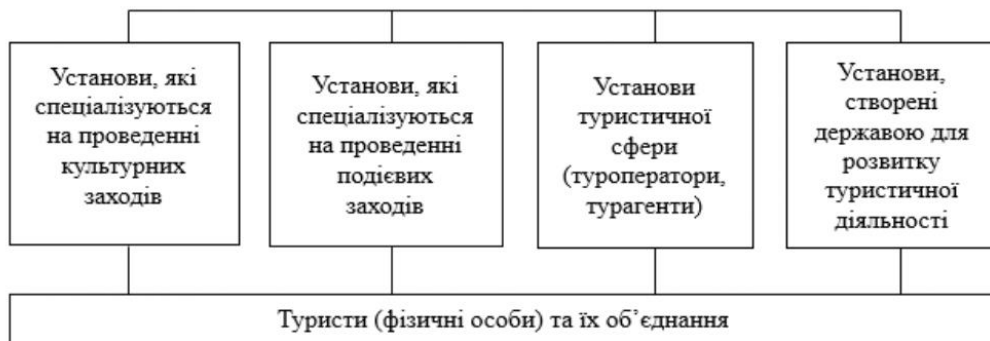 Установи, які
спеціалізуються
на проведенні
культурних
заходів
Установи, які
спеціалізуються
на проведенні
подієвих
заходів
Установи
туристичної
сфери
(туроператори,
турагенти)
Установи,
створені
державою для
розвитку
туристичної
діяльності
Туристи (фізичні особи) та їх об’єднання